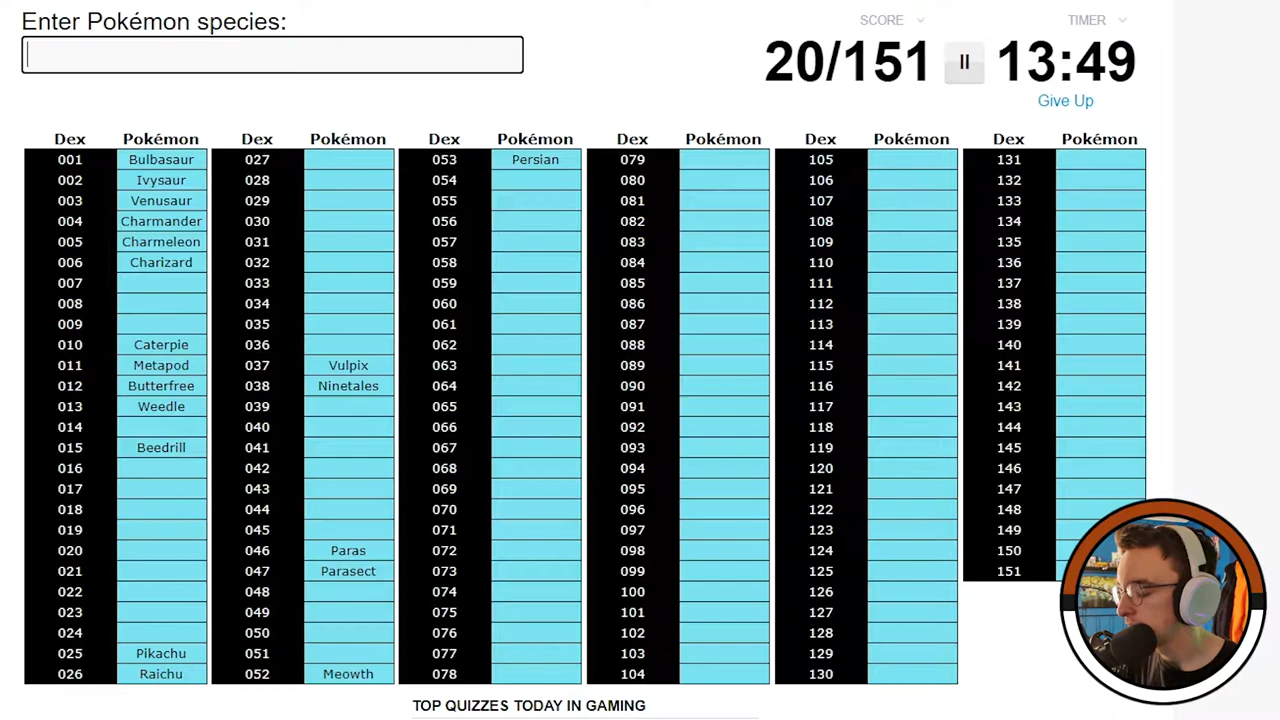 Enter Pokémon species:
SCORE
TIMER
20/151
13:49
Give Up
Dex Pokémon Dex Pokémon Dex Pokémon Dex Pokémon Dex Pokémon Dex Pokémon
001 Bulbasaur 027 053 Persian 079 105 131
002 Ivysaur 028 054 080 106 132
003 Venusaur 029 055 081 107 133
004 Charmander 030 056 082 108 134
005 Charmeleon 031 057 083 109 135
006 Charizard 032 058 084 110 136
007 033 059 085 111 137
008 034 060 086 112 138
009 035 061 087 113 139
010 Caterpie 036 062 088 114 140
011 Metapod 037 Vulpix 063 089 115 141
012 Butterfree 038 Ninetales 064 090 116 142
013 Weedle 039 065 091 117 143
014 040 066 092 118 144
015 Beedrill 041 067 093 119 145
016 042 068 094 120 146
017 043 069 095 121 147
018 044 070 096 122 148
019 045 071 097 123 149
020 046 Paras 072 098 124 150
021 047 Parasect 073 099 125 151
022 048 074 100 126
023 049 075 101 127
024 050 076 102 128
025 Pikachu 051 077 103 129
026 Raichu 052 Meowth 078 104 130
TOP QUIZZES TODAY IN GAMING